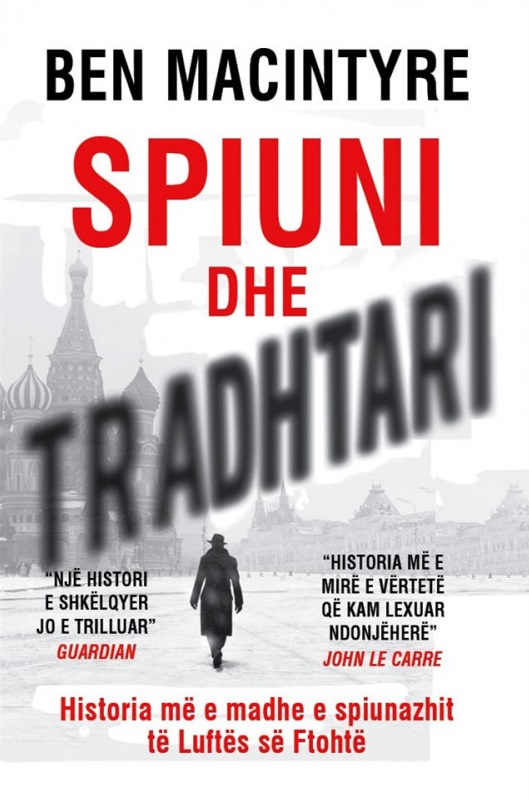 BEN MACINTYRE
SPIUNI
DHE
TRADHTARI
“NJË HISTORI
E SHKËLQYER
JO E TRILLUAR”
GUARDIAN
“HISTORIA MË E
MIRË E VËRTETË
QË KAM LEXUAR
NDONJËHERË”
JOHN LE CARRE
Historia më e madhe e spiunazhit
të Luftës së Ftohtë